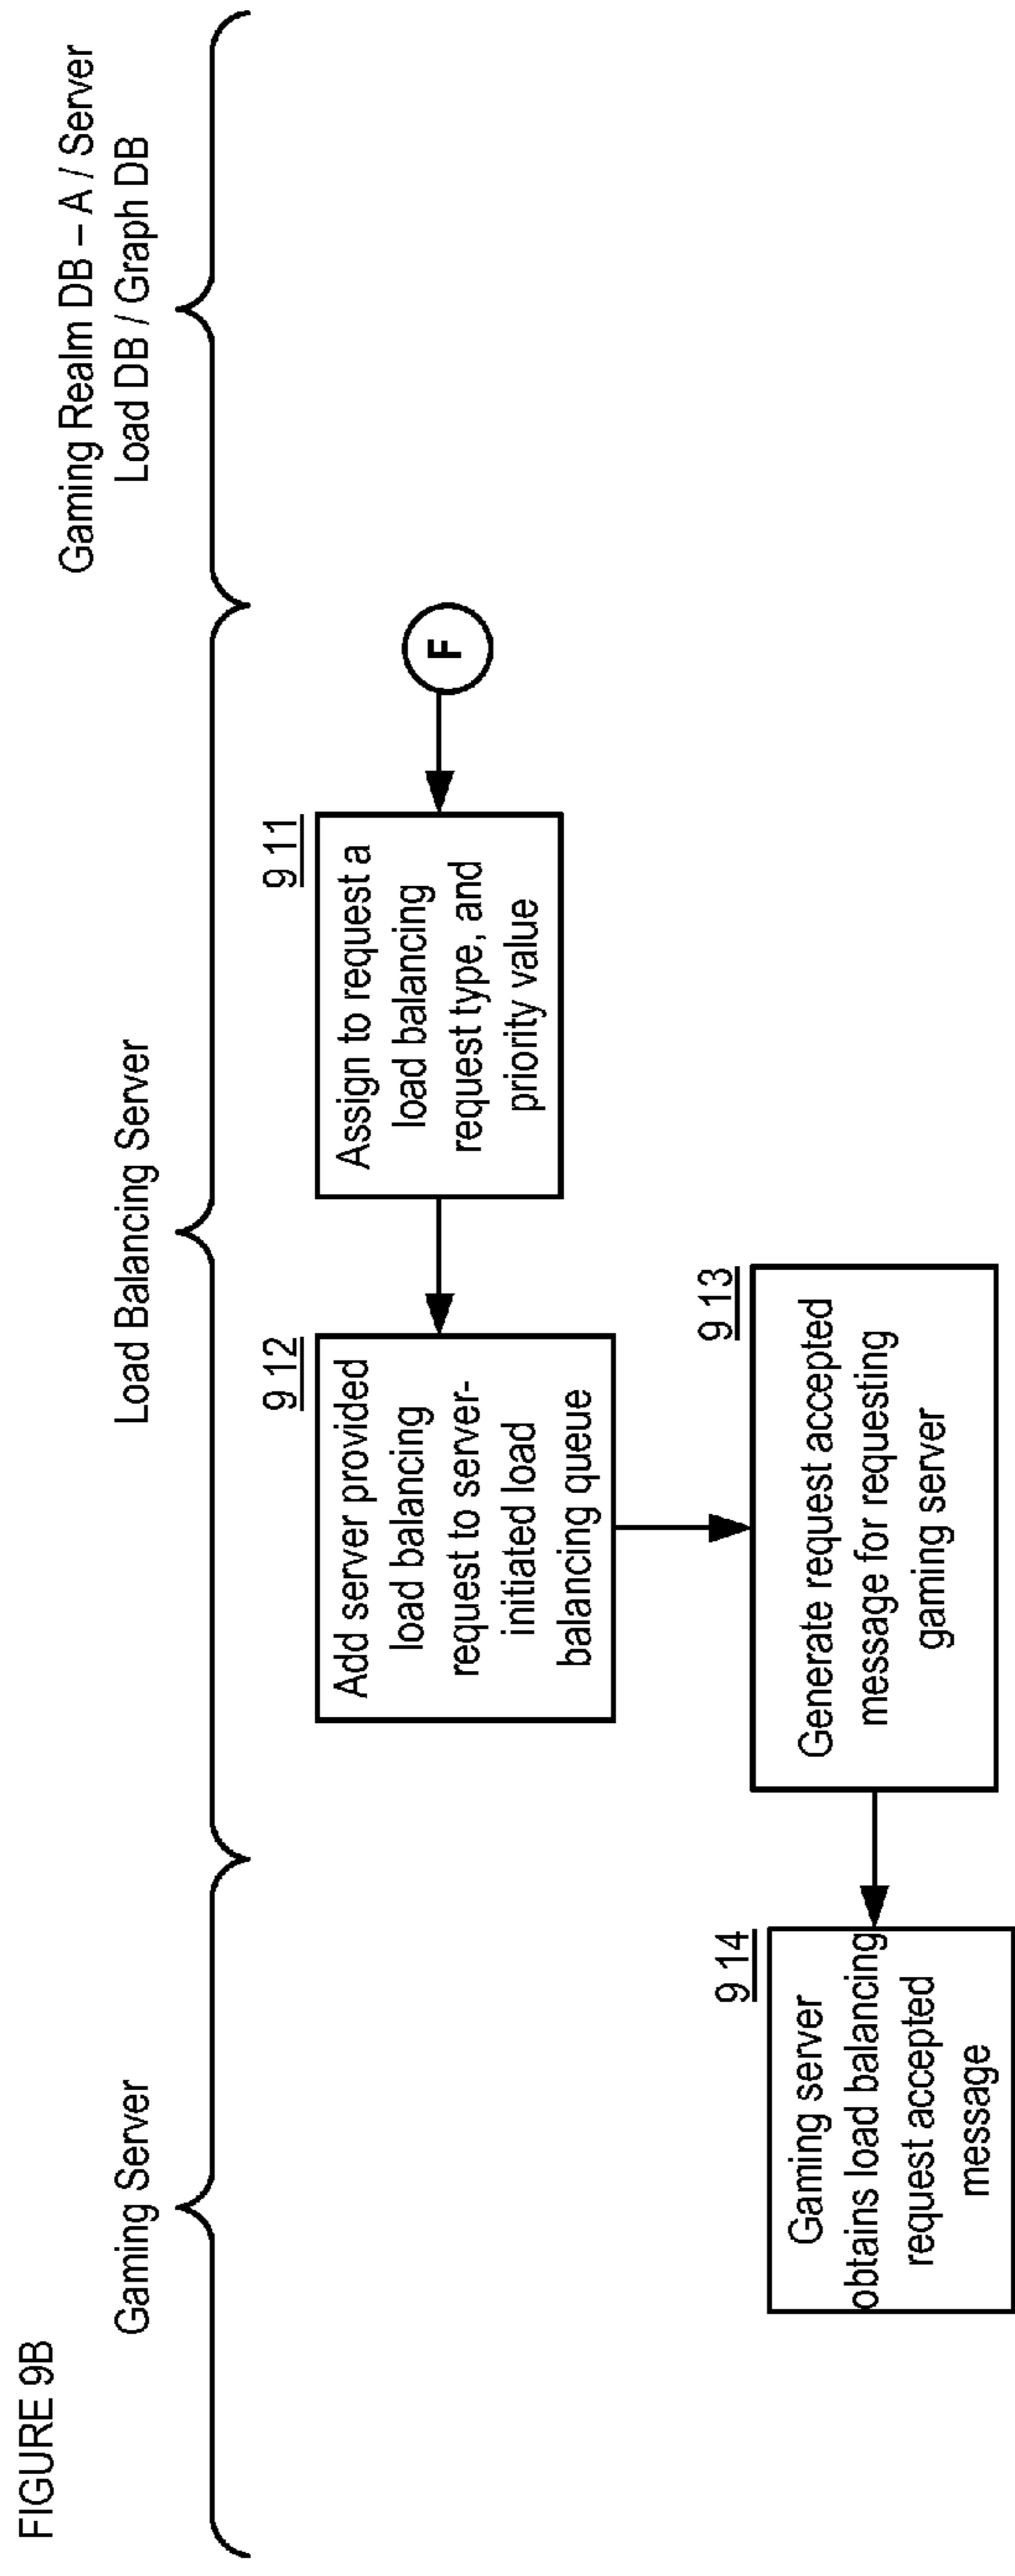 FIGURE 9B
Gaming Server
Load Balancing Server
Gaming Realm DB – A / Server
Load DB / Graph DB
F
9 11
Assign to request a
load balancing
request type, and
priority value
9 12
Add server provided
load balancing
request to server-
initiated load
balancing queue
9 13
Generate request accepted
message for requesting
gaming server
9 14
Gaming server
obtains load balancing
request accepted
message